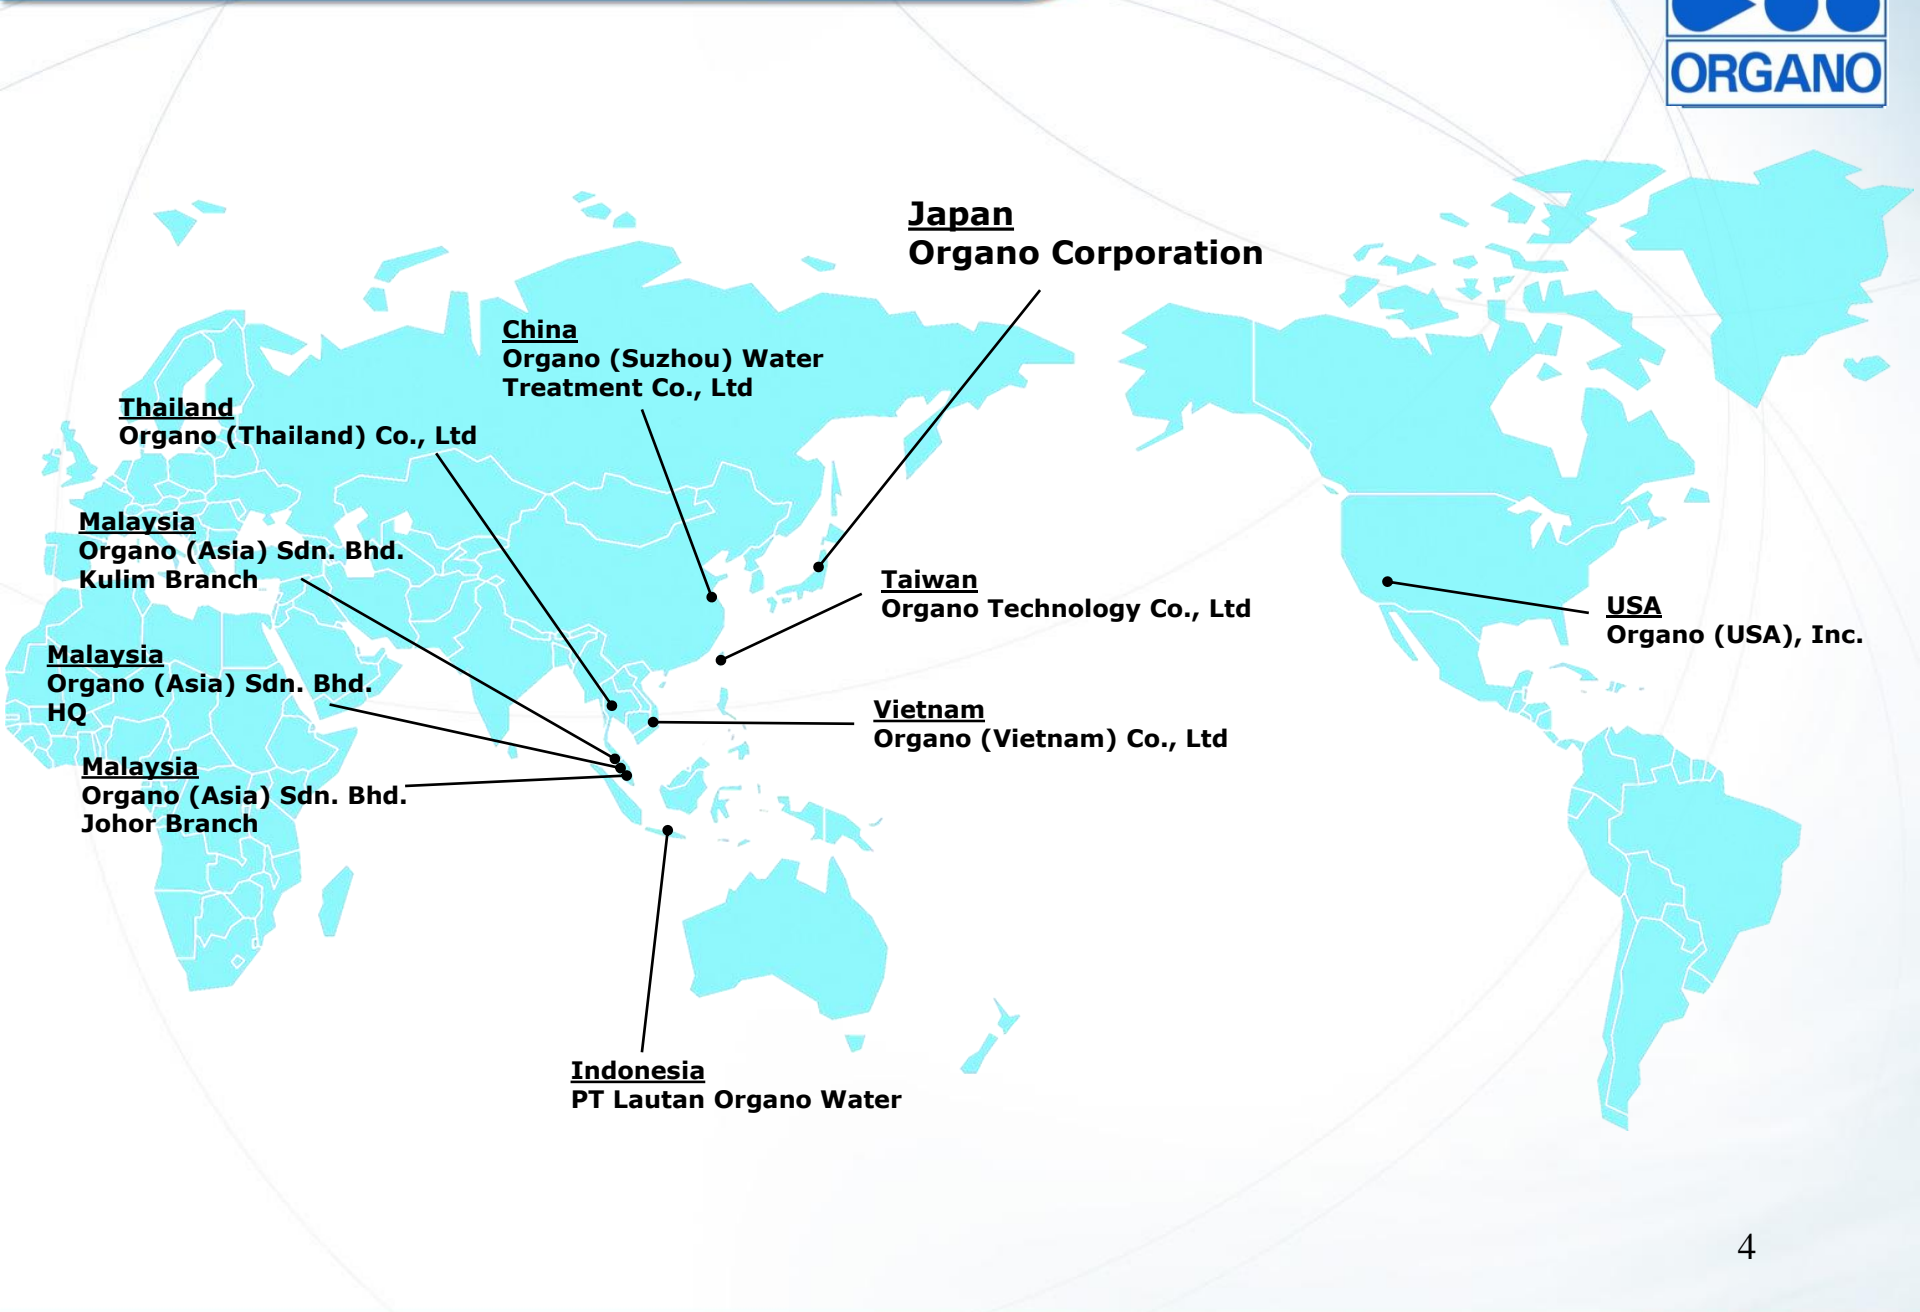 ORGANO
Japan
Organo Corporation
China
Organo (Suzhou) Water
Treatment Co., Ltd
Thailand
Organo (Thailand) Co., Ltd
Malaysia
Organo (Asia) Sdn. Bhd.
Kulim Branch
Taiwan
Organo Technology Co., Ltd
USA
Organo (USA), Inc.
Malaysia
Organo (Asia) Sdn. Bhd.
HQ
Vietnam
Organo (Vietnam) Co., Ltd
Malaysia
Organo (Asia) Sdn. Bhd.
Johor Branch
Indonesia
PT Lautan Organo Water
4